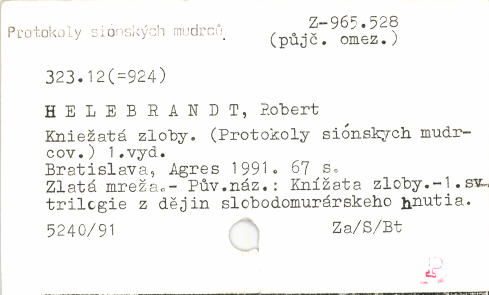 Z-965.528
Protokoly sionských mudrců
(půjč. omez.)
323.12(=924)
H E L E B R A N D T, Robert
Kniežatá zloby. (Protokoly siónskych mudr-
cov.) 1.vyd.
Bratislava, Agres 1991. 67 s.
Zlatá mreža.- Pův.náz.: Knížata zloby.-1.sv.
trilogie z dějin slobodomurárskeho hnutia.
5240/91
Za/S/Bt